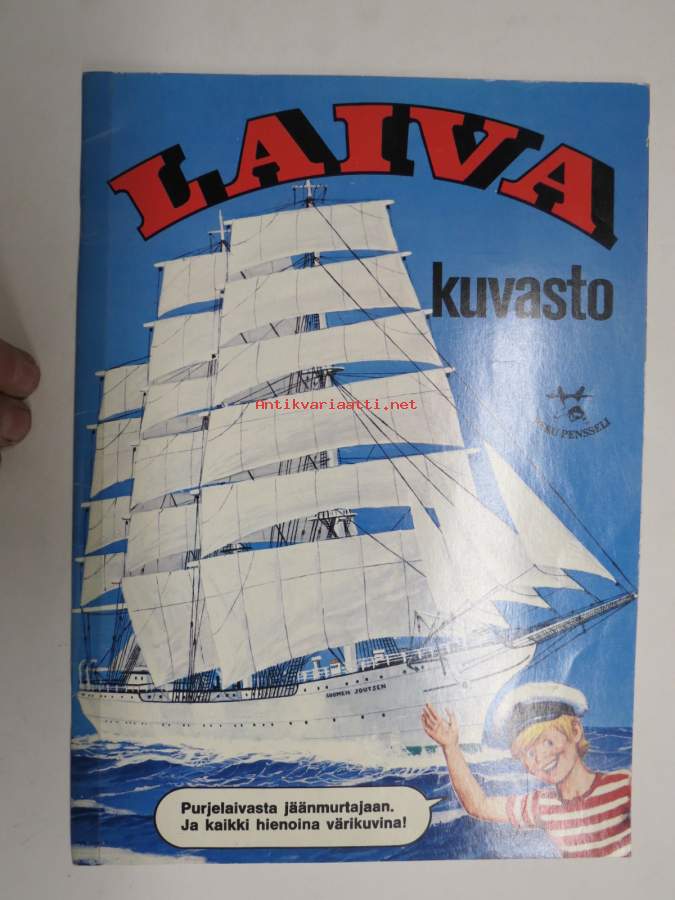 LAIVA
kuvasto
Antikvariaatti.net
PENSSELI
SUOMEN JOUTSEN
Purjelaivasta jäänmurtajaan.
Ja kaikki hienoina värikuvina!